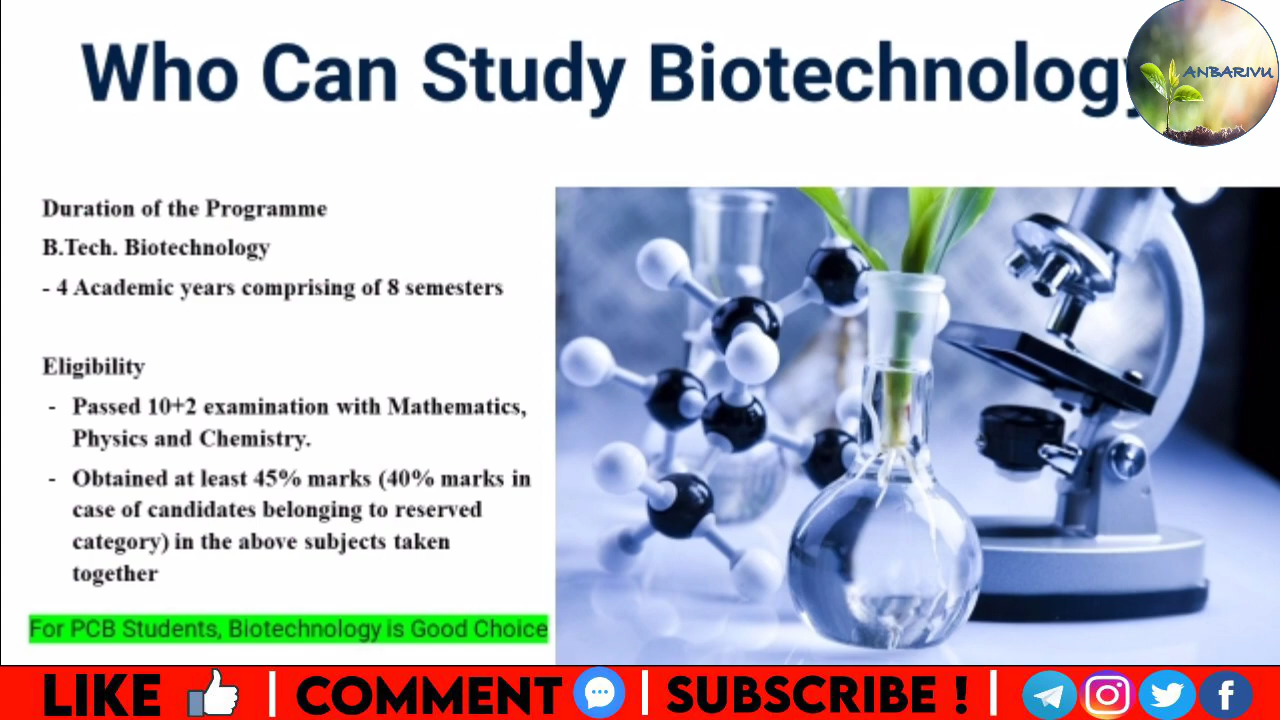 Who Can Study Biotechnology
ANBARIVU
Duration of the Programme
B.Tech. Biotechnology
- 4 Academic years comprising of 8 semesters
Eligibility
- Passed 10+2 examination with Mathematics,
Physics and Chemistry.
- Obtained at least 45% marks (40% marks in
case of candidates belonging to reserved
category) in the above subjects taken
together
For PCB Students, Biotechnology is Good Choice
LIKE | COMMENT | SUBSCRIBE ! |